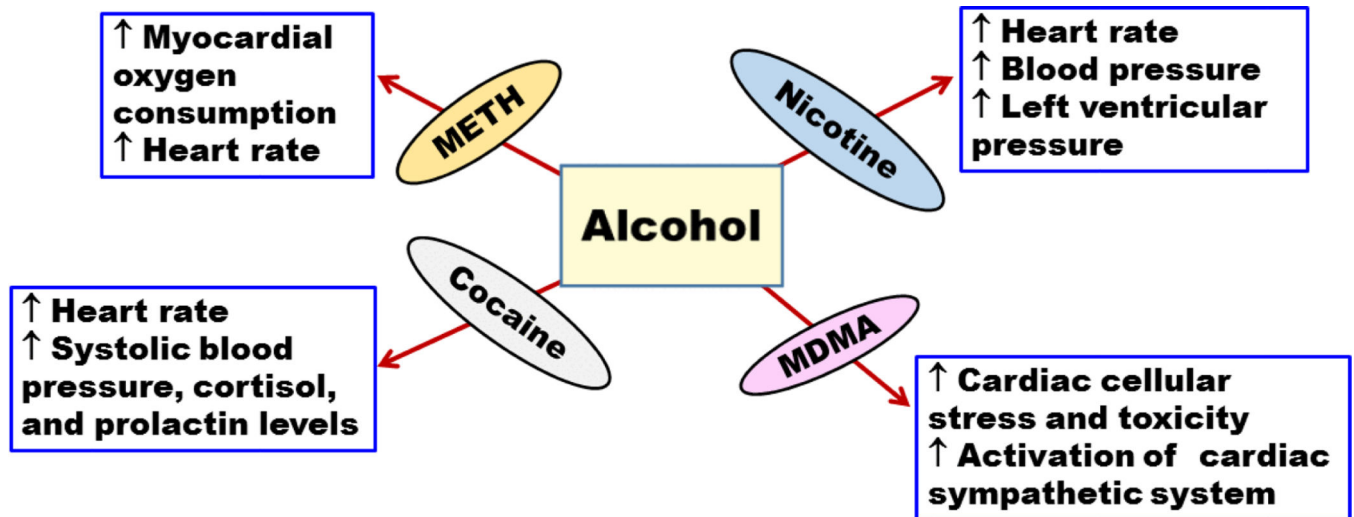 ↑ Myocardial
oxygen
consumption
↑ Heart rate
METH
Nicotine
↑ Heart rate
↑ Blood pressure
↑ Left ventricular
pressure
Alcohol
↑ Heart rate
↑ Systolic blood
pressure, cortisol,
and prolactin levels
Cocaine
MDMA
↑ Cardiac cellular
stress and toxicity
↑ Activation of cardiac
sympathetic system